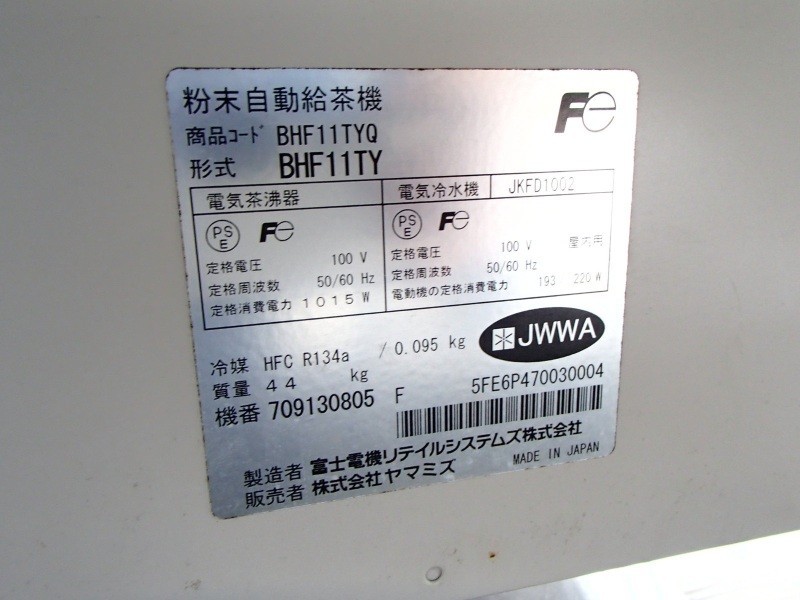 粉末自動給茶機
Fe
商品コード BHF11TYQ
形式 BHF11TY
電気茶沸器
PS
E
Fe
定格電圧 100 V
定格周波数 50/60 Hz
定格消費電力 1015 W
電気冷水機 JKFD1002
PS
E
Fe
定格電圧 100 V 屋内用
定格周波数 50/60 Hz
電動機の定格消費電力 193 220 W
冷媒 HFC R134a / 0.095 kg
JWWA
質量 44 kg
機番 709130805 F 5FE6P470030004
製造者 富士電機リテイルシステムズ株式会社
販売者 株式会社ヤマミズ MADE IN JAPAN